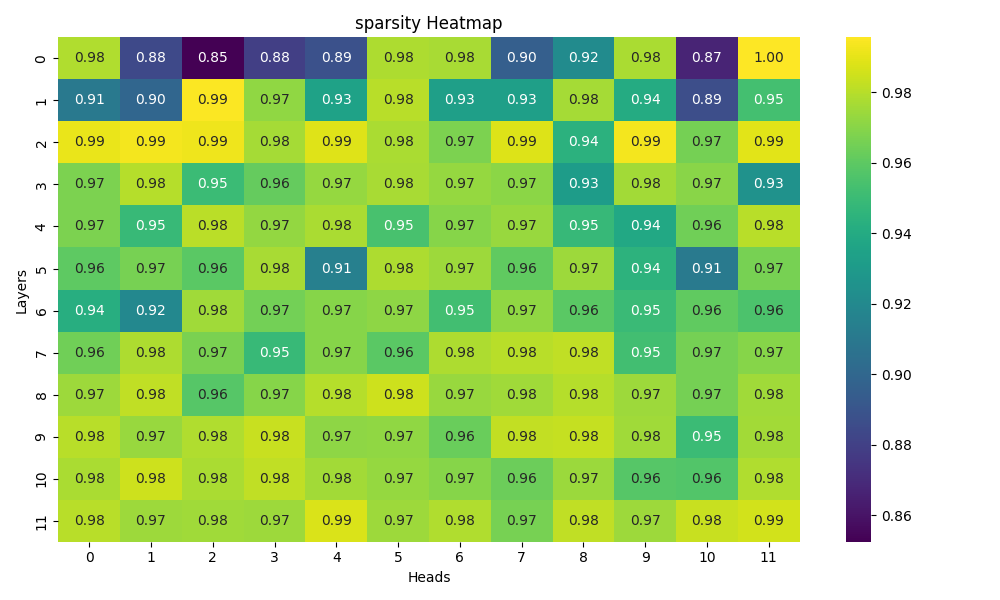 sparsity Heatmap
0 0.98 0.88 0.85 0.88 0.89 0.98 0.98 0.90 0.92 0.98 0.87 1.00
1 0.91 0.90 0.99 0.97 0.93 0.98 0.93 0.93 0.98 0.94 0.89 0.95
2 0.99 0.99 0.99 0.98 0.99 0.98 0.97 0.99 0.94 0.99 0.97 0.99
3 0.97 0.98 0.95 0.96 0.97 0.98 0.97 0.97 0.93 0.98 0.97 0.93
4 0.97 0.95 0.98 0.97 0.98 0.95 0.97 0.97 0.95 0.94 0.96 0.98
5 0.96 0.97 0.96 0.98 0.91 0.98 0.97 0.96 0.97 0.94 0.91 0.97
6 0.94 0.92 0.98 0.97 0.97 0.97 0.95 0.97 0.96 0.95 0.96 0.96
7 0.96 0.98 0.97 0.95 0.97 0.96 0.98 0.98 0.98 0.95 0.97 0.97
8 0.97 0.98 0.96 0.97 0.98 0.98 0.97 0.98 0.98 0.97 0.97 0.98
9 0.98 0.97 0.98 0.98 0.97 0.97 0.96 0.98 0.98 0.98 0.95 0.98
10 0.98 0.98 0.98 0.98 0.98 0.97 0.97 0.96 0.97 0.96 0.96 0.98
11 0.98 0.97 0.98 0.97 0.99 0.97 0.98 0.97 0.98 0.97 0.98 0.99
0 1 2 3 4 5 6 7 8 9 10 11
Heads
Layers
0.98
0.96
0.94
0.92
0.90
0.88
0.86